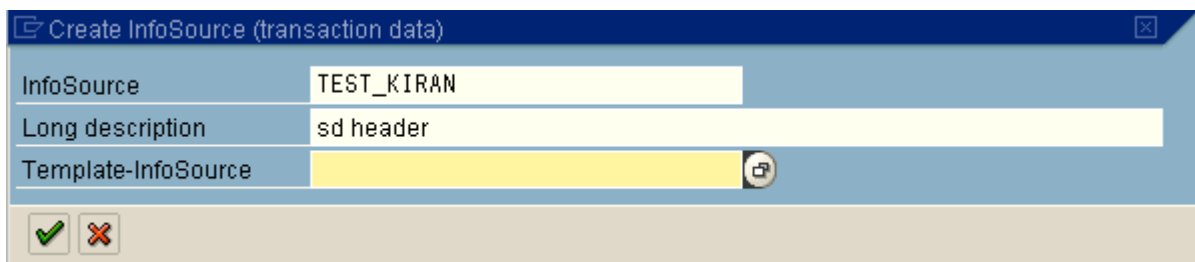 Create InfoSource (transaction data)
InfoSource TEST_KIRAN
Long description sd header
Template-InfoSource